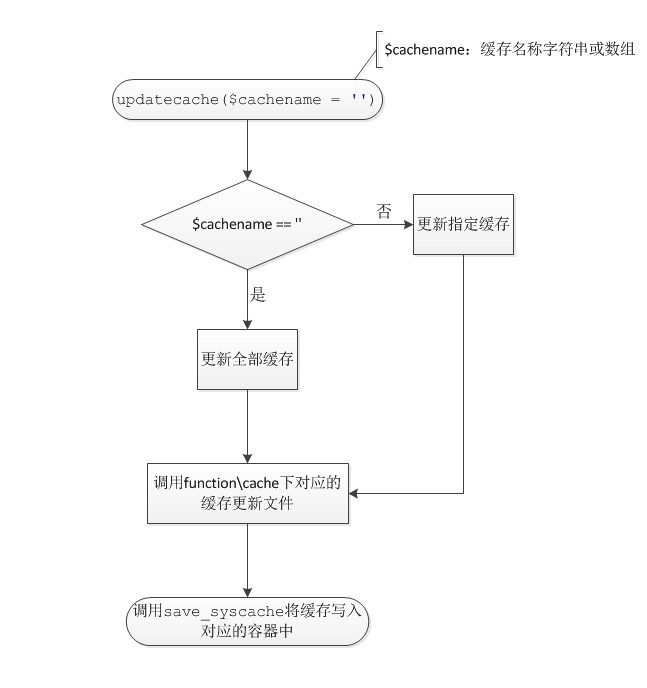 $cachename：缓存名称字符串或数组
updatecache($cachename = '')
$cachename == ''
否
更新指定缓存
是
更新全部缓存
调用function\cache下对应的
缓存更新文件
调用save_syscache将缓存写入
对应的容器中